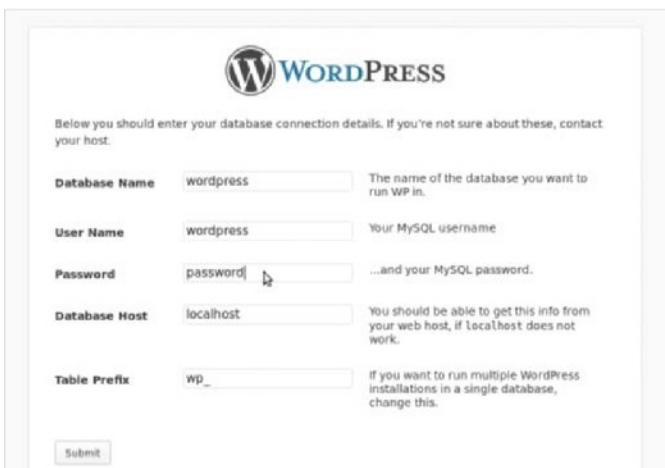 WORDPRESS
Below you should enter your database connection details. If you're not sure about these, contact
your host.
Database Name wordpress The name of the database you want to
run WP in.
User Name wordpress Your MySQL username
Password password ...and your MySQL password.
Database Host localhost You should be able to get this info from
your web host, if localhost does not
work.
Table Prefix wp_ If you want to run multiple WordPress
installations in a single database,
change this.
Submit